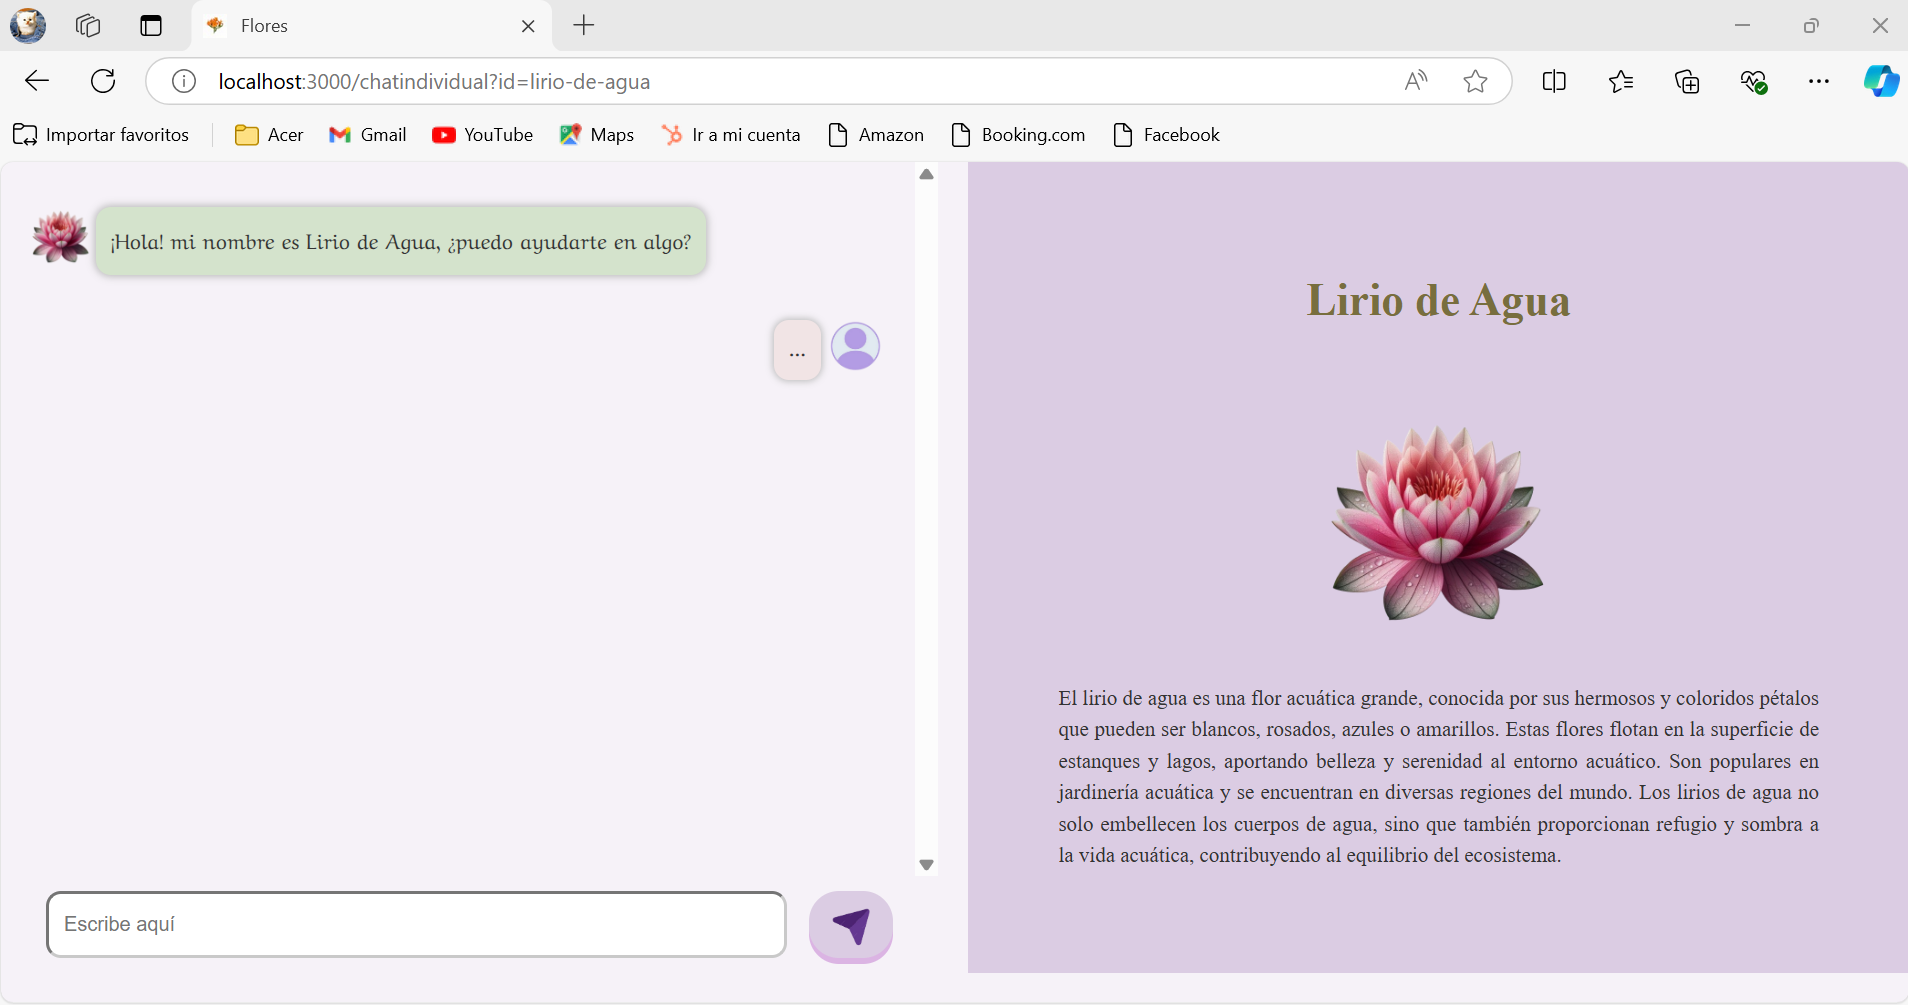 Flores
localhost:3000/chatindividual?id=lirio-de-agua
Importar favoritos
Acer
Gmail
YouTube
Maps
Ir a mi cuenta
Amazon
Booking.com
Facebook
¡Hola! mi nombre es Lirio de Agua, ¿puedo ayudarte en algo?
...
Escribe aquí
Lirio de Agua
El lirio de agua es una flor acuática grande, conocida por sus hermosos y coloridos pétalos
que pueden ser blancos, rosados, azules o amarillos. Estas flores flotan en la superficie de
estanques y lagos, aportando belleza y serenidad al entorno acuático. Son populares en
jardinería acuática y se encuentran en diversas regiones del mundo. Los lirios de agua no
solo embellecen los cuerpos de agua, sino que también proporcionan refugio y sombra a
la vida acuática, contribuyendo al equilibrio del ecosistema.